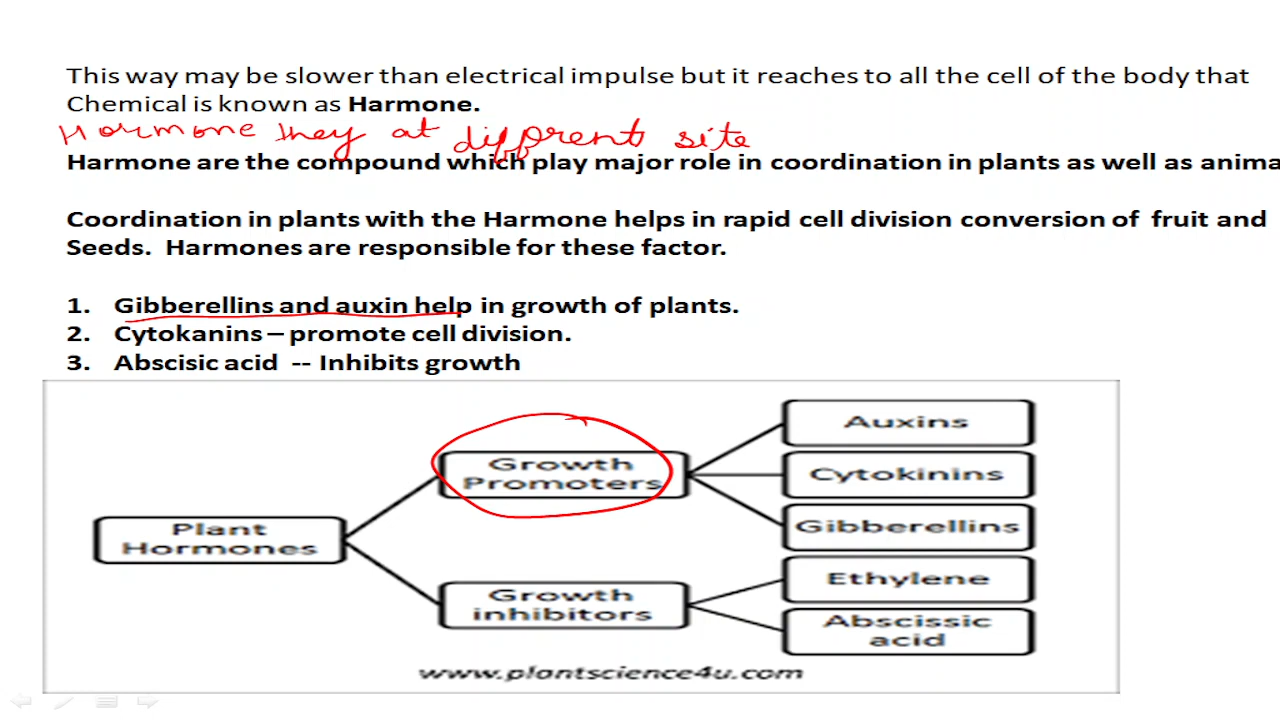 This way may be slower than electrical impulse but it reaches to all the cell of the body that
Chemical is known as Harmone.
Hormone they at diffrent site
Harmone are the compound which play major role in coordination in plants as well as anima
Coordination in plants with the Harmone helps in rapid cell division conversion of fruit and
Seeds. Harmones are responsible for these factor.
1. Gibberellins and auxin help in growth of plants.
2. Cytokanins – promote cell division.
3. Abscisic acid -- Inhibits growth
Plant
Hormones
Growth
Promoters
Auxins
Cytokinins
Gibberellins
Growth
inhibitors
Ethylene
Abscissic
acid
www.plantscience4u.com